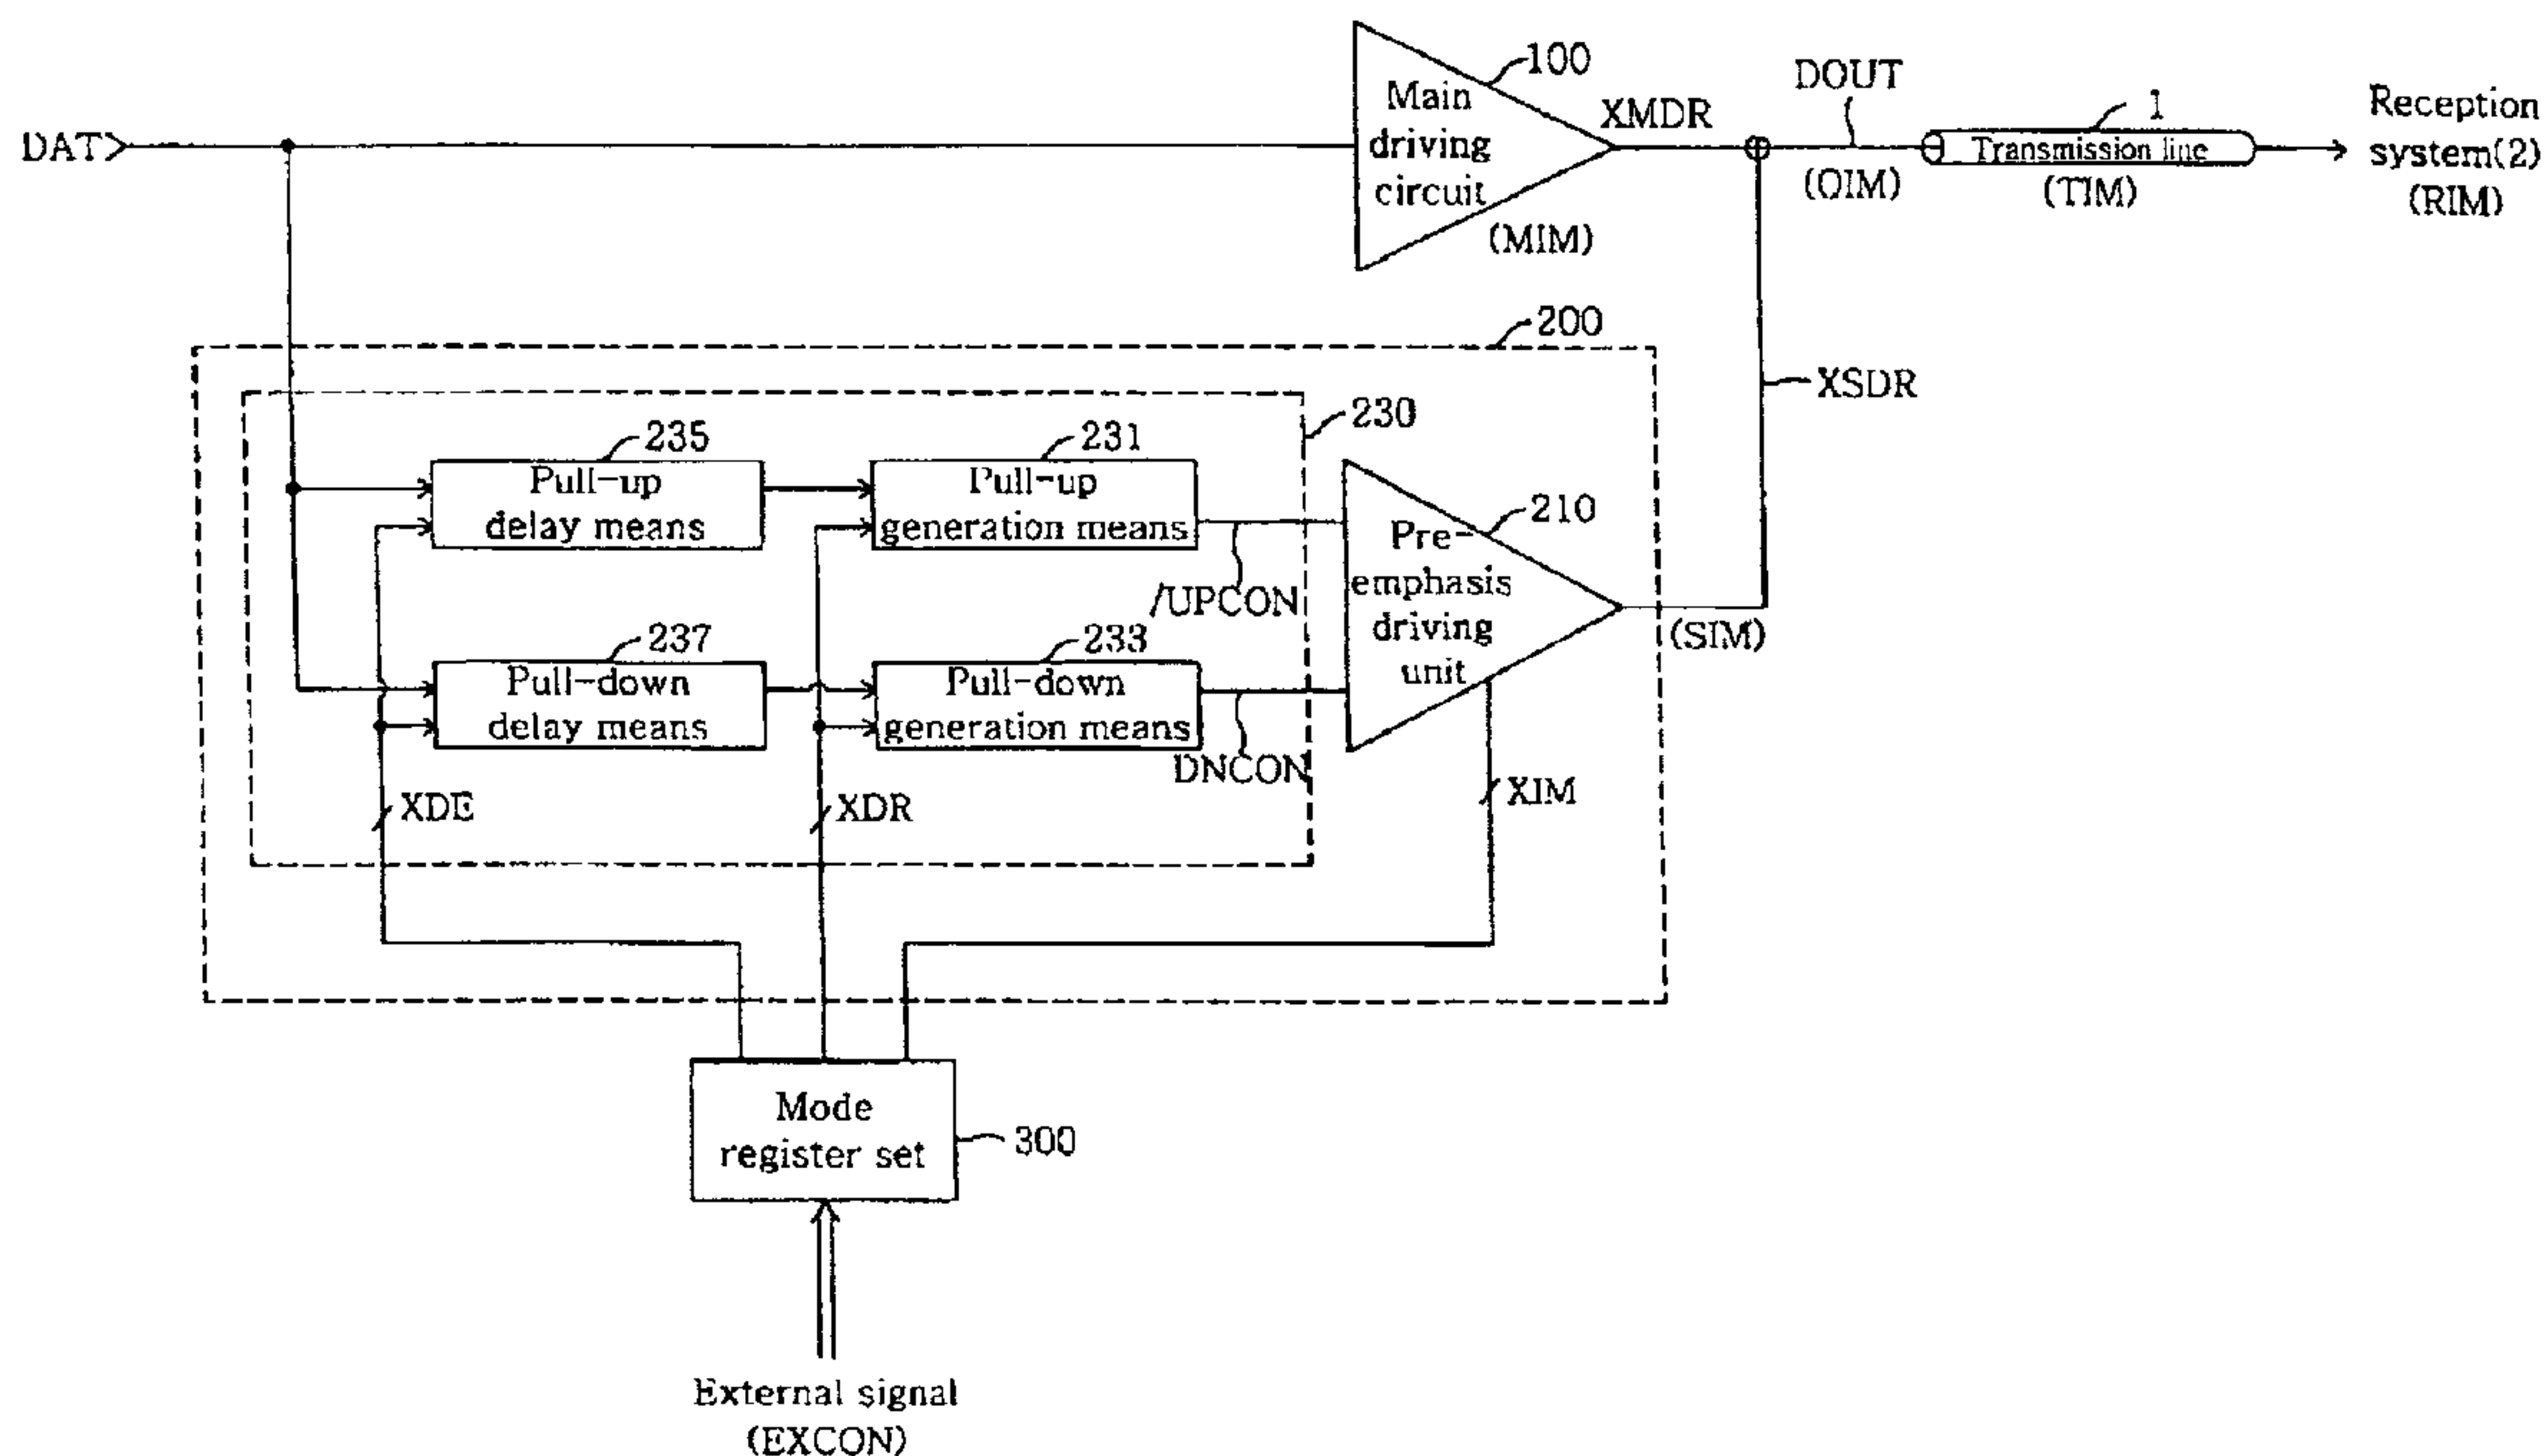 DAT
Main
driving
circuit
100
(MIM)
XMDR
DOUT
(OIM)
1
Transmission line
(TIM)
Reception
system(2)
(RIM)
200
XSDR
230
235
Pull-up
delay means
231
Pull-up
generation means
/UPCON
237
Pull-down
delay means
233
Pull-down
generation means
DNCON
210
Pre-
emphasis
driving
unit
(SIM)
XDE
XDR
XIM
Mode
register set
300
External signal
(EXCON)